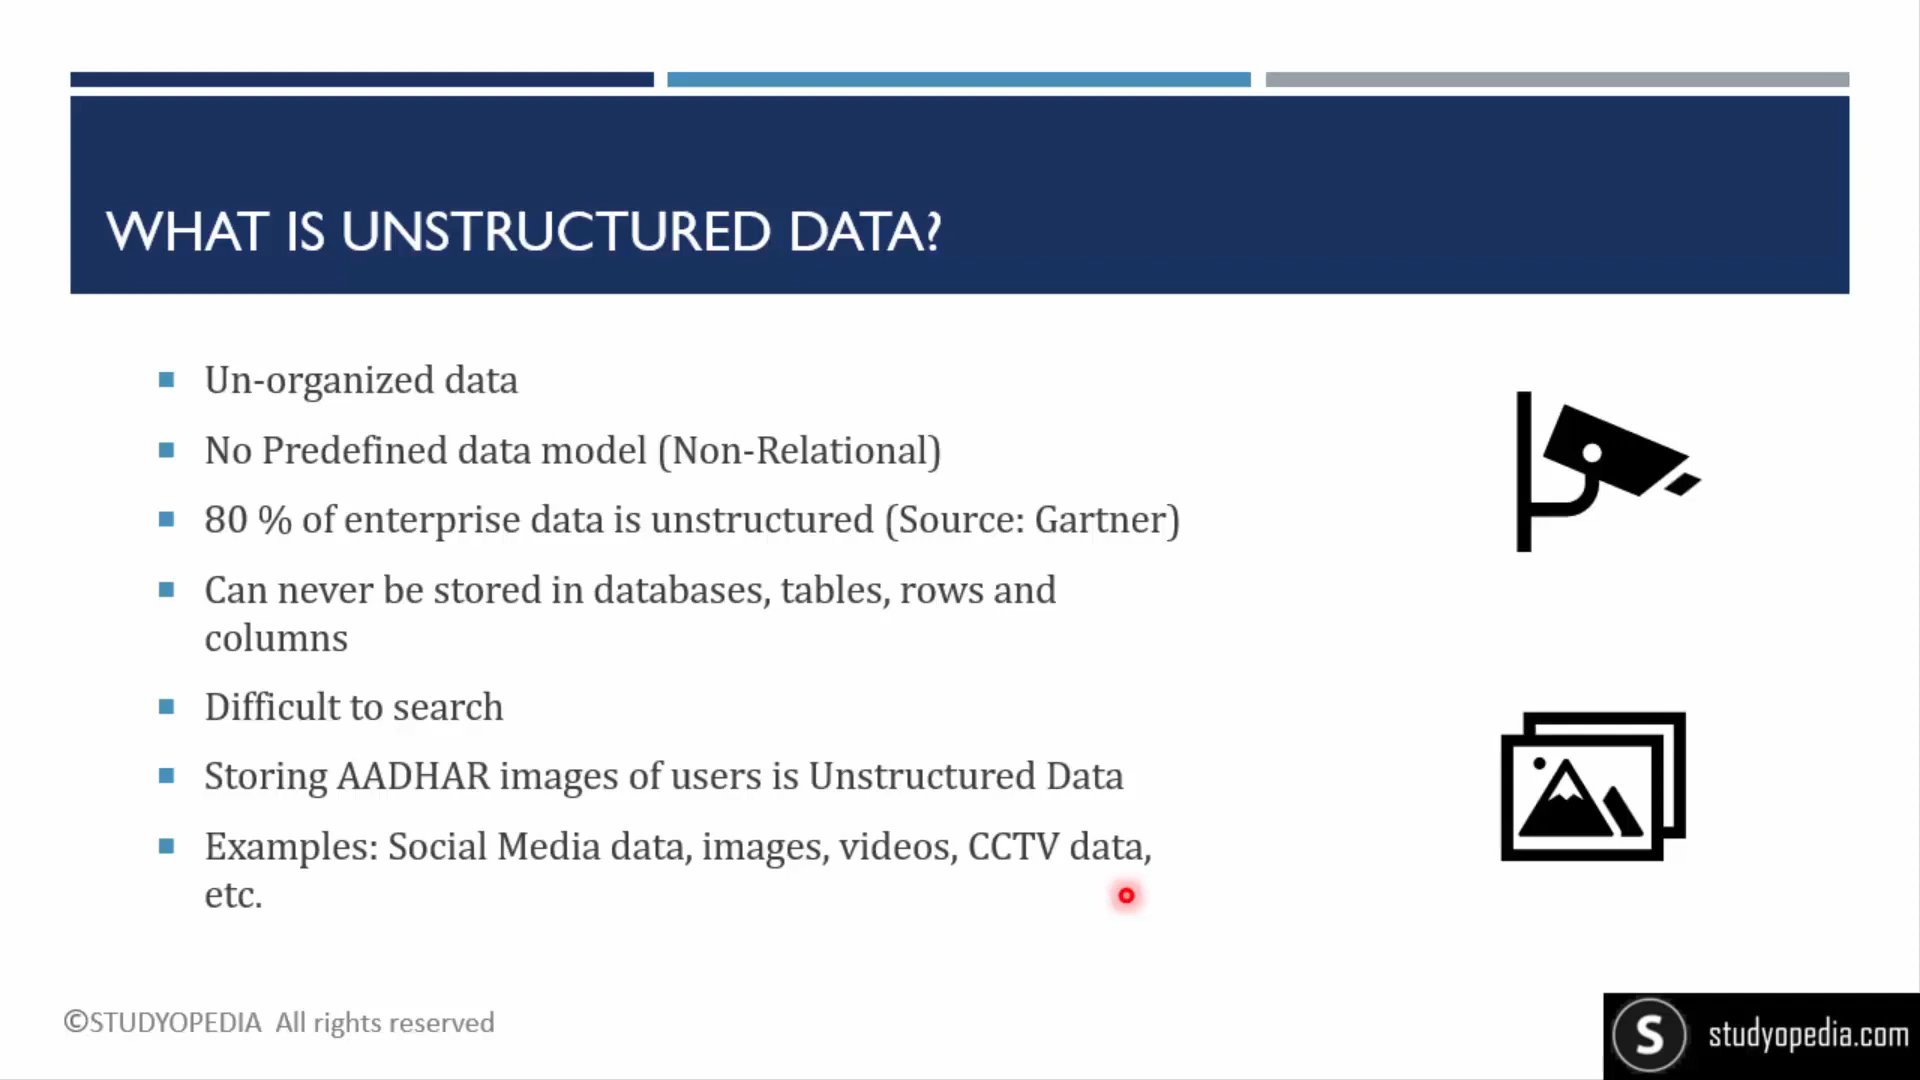 WHAT IS UNSTRUCTURED DATA?
Un-organized data
No Predefined data model (Non-Relational)
80 % of enterprise data is unstructured (Source: Gartner)
Can never be stored in databases, tables, rows and
columns
Difficult to search
Storing AADHAR images of users is Unstructured Data
Examples: Social Media data, images, videos, CCTV data,
etc.
©STUDYOPEDIA All rights reserved
S studyopedia.com